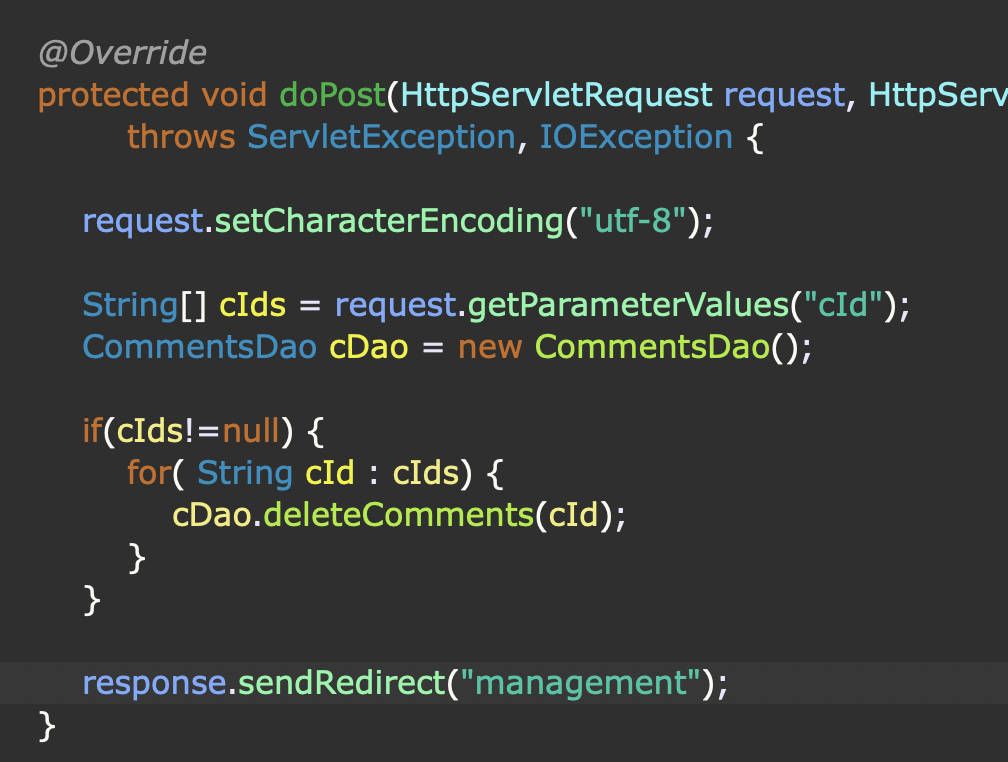 @Override
protected void doPost(HttpServletRequest request, HttpServ
throws ServletException, IOException {
request.setCharacterEncoding("utf-8");
String[] cIds = request.getParameterValues("cId");
CommentsDao cDao = new CommentsDao();
if(cIds!=null) {
for( String cId : cIds) {
cDao.deleteComments(cId);
}
}
response.sendRedirect("management");
}